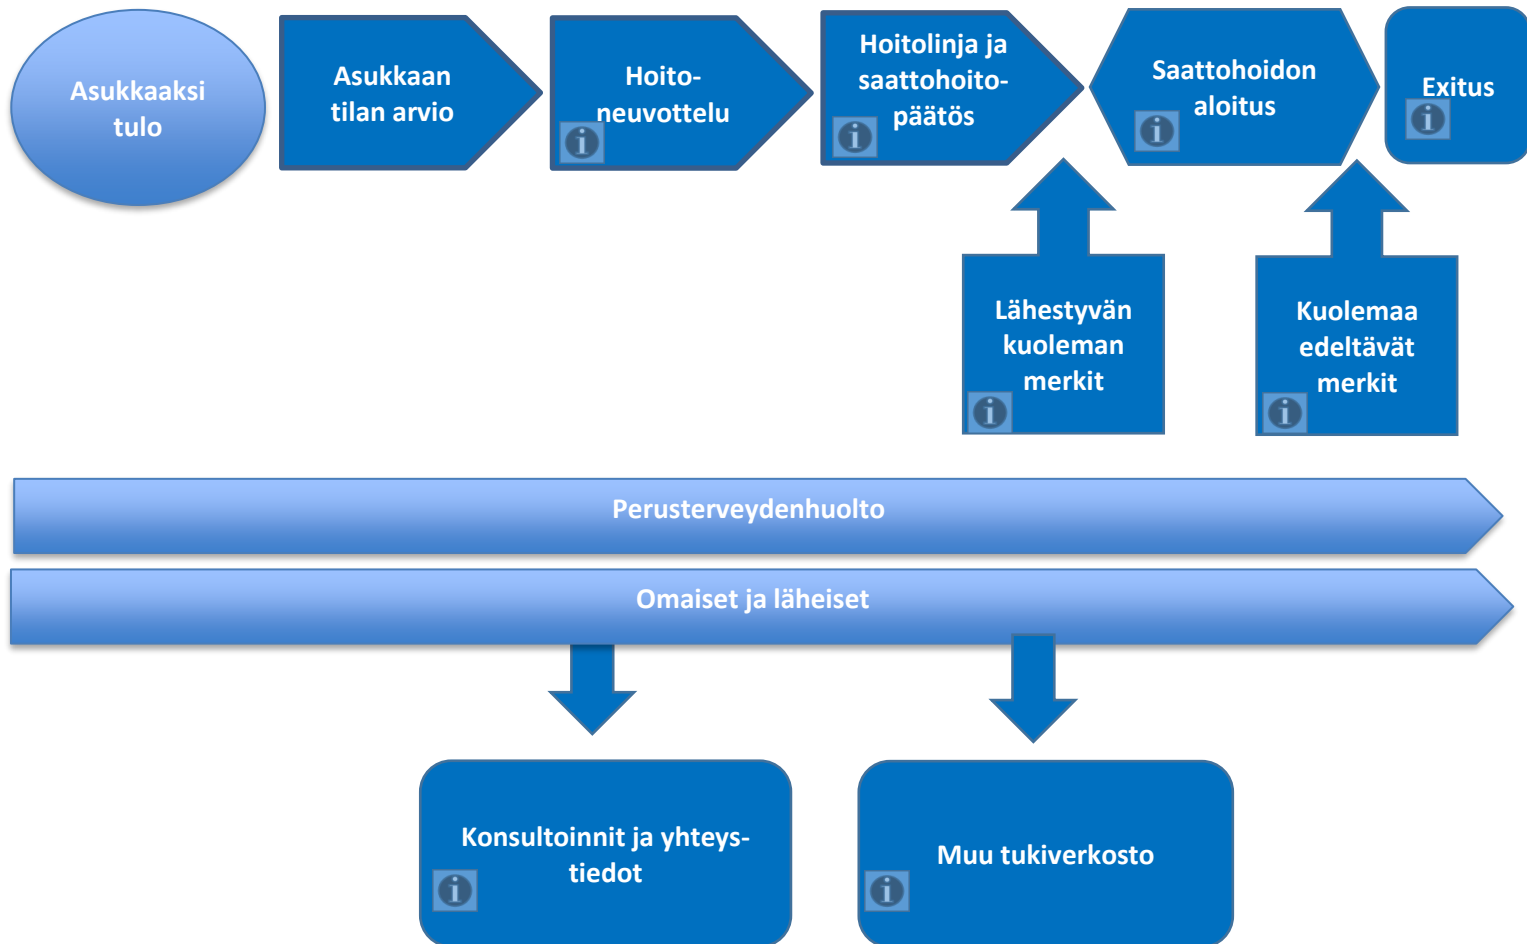 Asukkaaksi
tulo
Asukkaan
tilan arvio
Hoito-
neuvottelu
Hoitolinja ja
saattohoito-
päätös
Saattohoidon
aloitus
Exitus
Lähestyvän
kuoleman
merkit
Kuolemaa
edeltävät
merkit
Perusterveydenhuolto
Omaiset ja läheiset
Konsultoinnit ja yhteys-
tiedot
Muu tukiverkosto